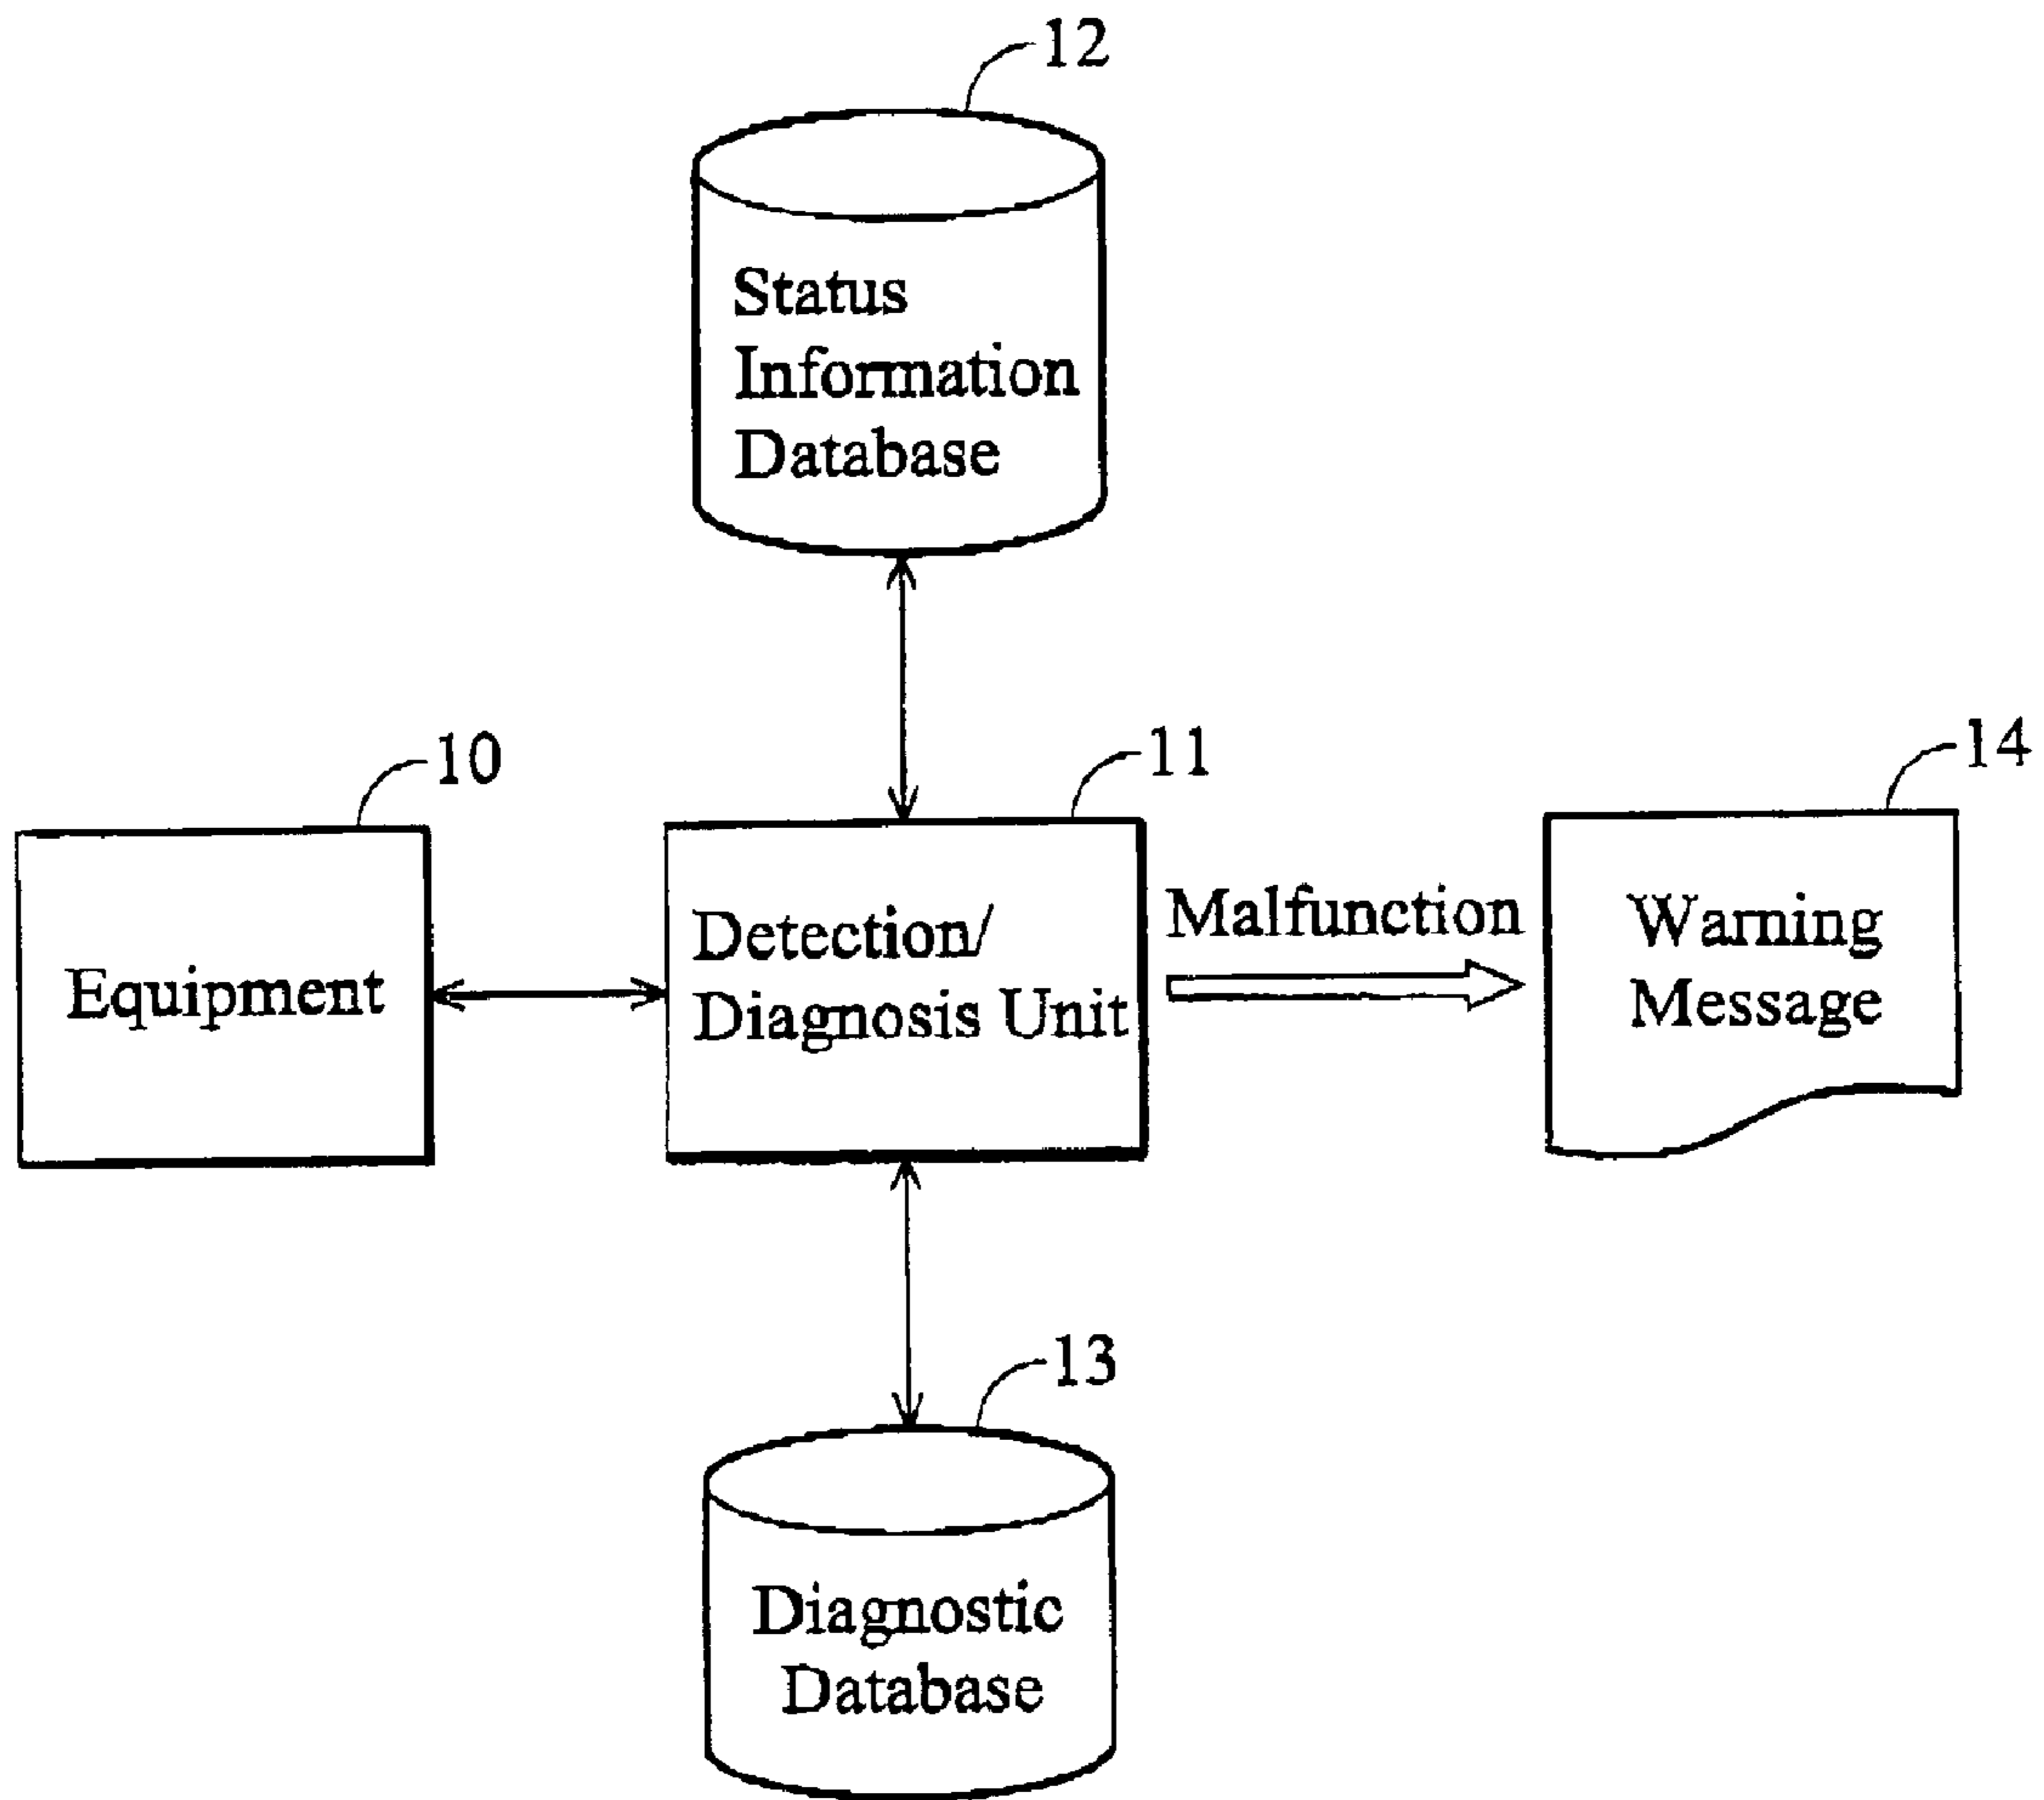 12
Status
Information
Database
10
11
14
Equipment
Detection/
Diagnosis Unit
Malfunction
Warning
Message
13
Diagnostic
Database